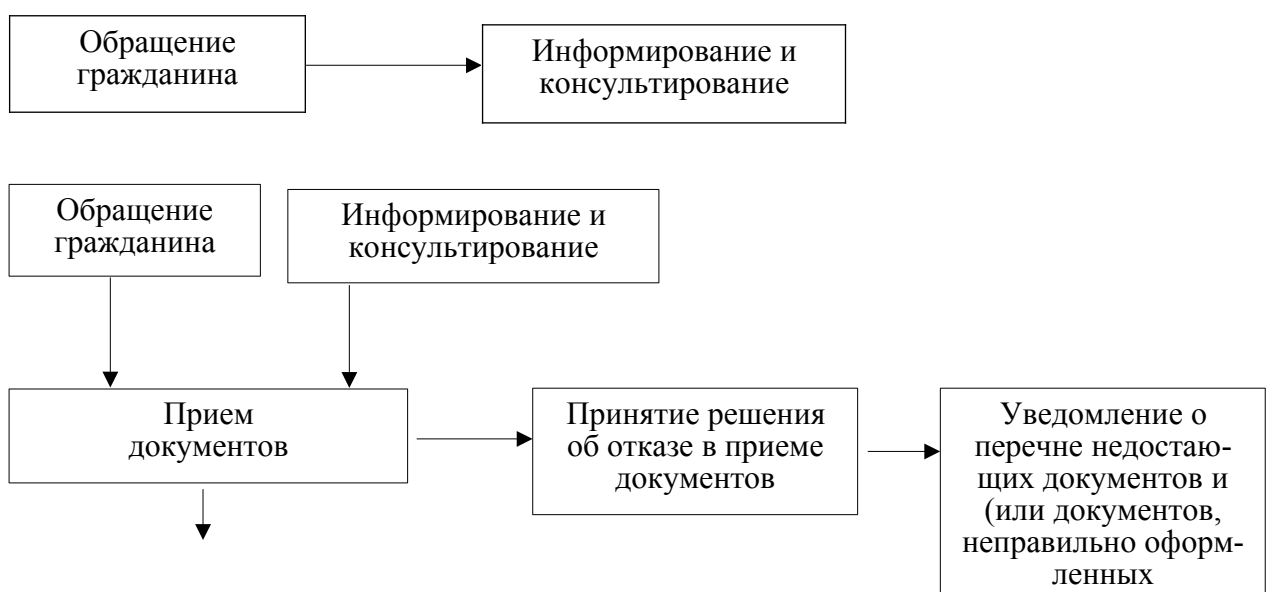 Обращение
гражданина
Информирование и
консультирование
Обращение
гражданина
Информирование и
консультирование
Прием
документов
Принятие решения
об отказе в приеме
документов
Уведомление о
перечне недостаю-
щих документов и
(или документов,
неправильно оформ-
ленных